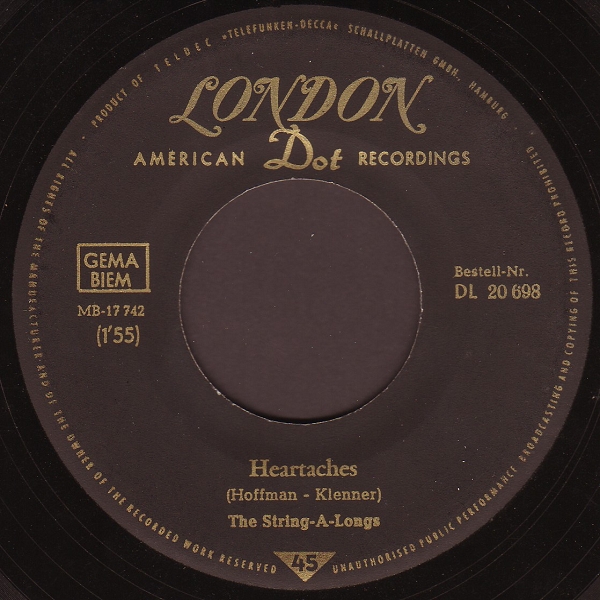 PRODUCT OF TELDEC »TELEFUNKEN-DECCA« SCHALLPLATTEN GMBH. HAMBURG
LONDON
AMERICAN Dot RECORDINGS
GEMA
BIEM
MB-17 742
(1'55)
Bestell-Nr.
DL 20 698
Heartaches
(Hoffman - Klenner)
The String-A-Longs
45
ALL RIGHTS OF THE MANUFACTURER AND OF THE OWNER OF THE RECORDED WORK RESERVED
UNAUTHORISED PUBLIC PERFORMANCE BROADCASTING AND COPYING OF THIS RECORD PROHIBITED